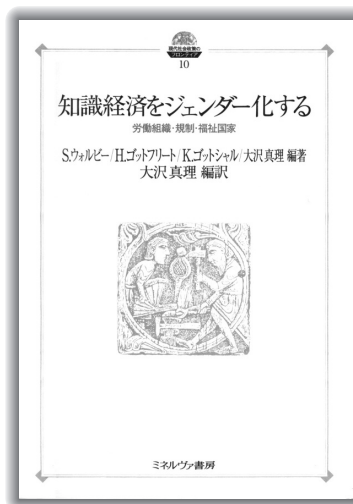 現代社会政策の
フロンティア
10
知識経済をジェンダー化する
労働組織・規制・福祉国家
S.ウォルビー/H.ゴットフリート/K.ゴットシャル/大沢真理 編著
大沢真理 編訳
ミネルヴァ書房